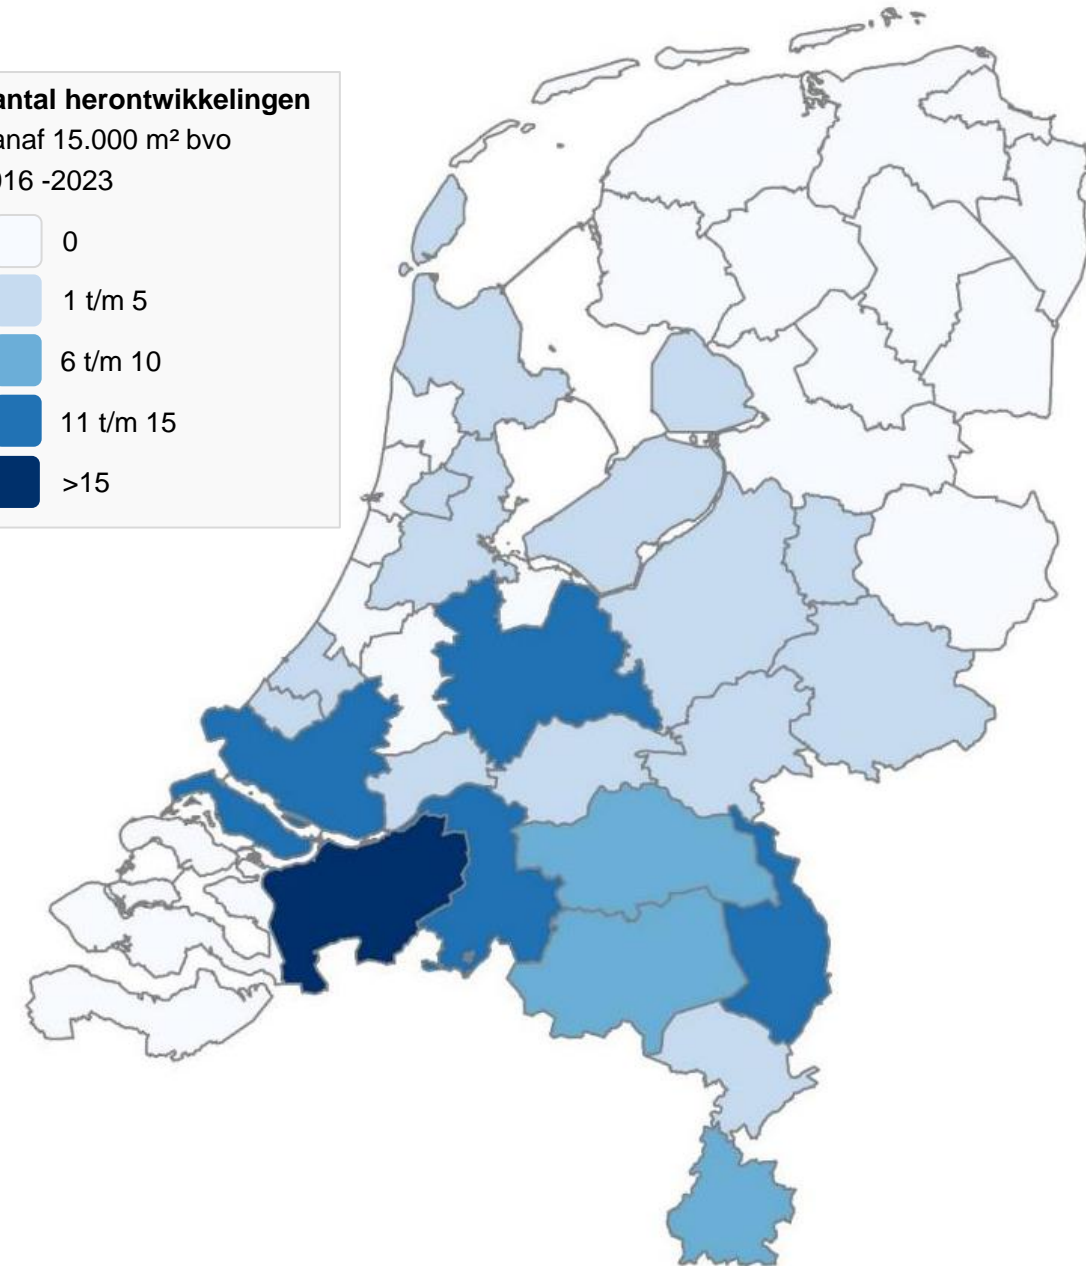 antal herontwikkelingen
anaf 15.000 m² bvo
016 -2023
0
1 t/m 5
6 t/m 10
11 t/m 15
>15